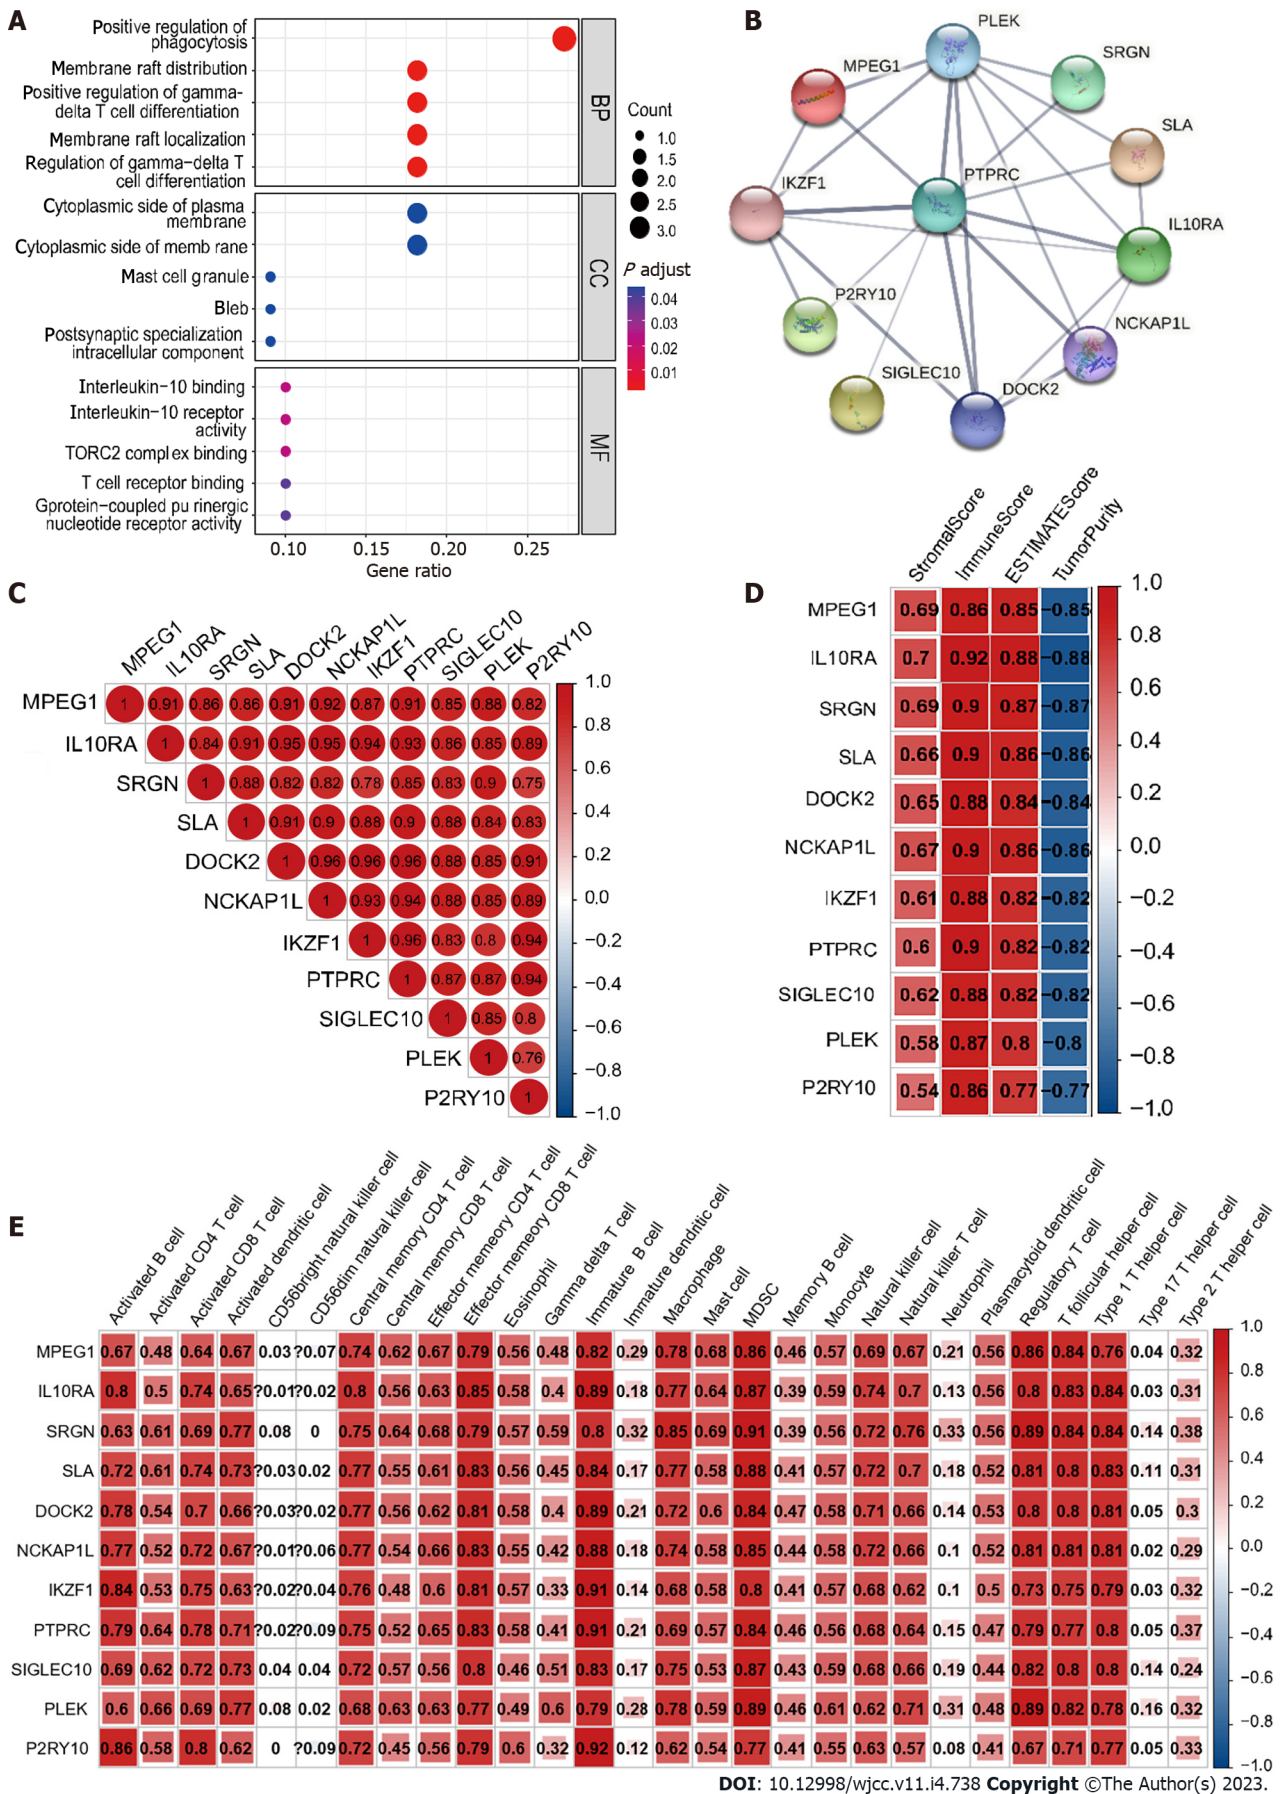 A
Positive regulation of
phagocytosis
Membrane raft distribution
Positive regulation of gamma-
delta T cell differentiation
Membrane raft localization
Regulation of gamma-delta T
cell differentiation
Cytoplasmic side of plasma
membrane
Cyloplasmic side of memb rane
Mast cell granule
Bleb
Postsynaptic specialization
intracellular component
Interleukin-10 binding
Interleukin-10 receptor
activity
TORC2 complex binding
T cell receptor binding
Gprotein-coupled pu rinergic
nucleotide receptor activity
BP
CC
MF
0.10 0.15 0.20 0.25
Gene ratio
Count
1.0
1.5
2.0
2.5
3.0
P adjust
0.04
0.03
0.02
0.01
B
PLEK
SRGN
MPEG1
SLA
PTPRC
IKZF1
IL10RA
P2RY10
NCKAP1L
SIGLEC10
DOCK2
C
MPEG1 IL10RA SRGN SLA DOCK2 NCKAP1L IKZF1 PTPRC SIGLEC10 PLEK P2RY10
MPEG1 1 0.91 0.86 0.86 0.91 0.92 0.87 0.91 0.85 0.88 0.82
IL10RA 1 0.84 0.91 0.95 0.95 0.94 0.93 0.86 0.85 0.89
SRGN 1 0.88 0.82 0.82 0.78 0.85 0.83 0.9 0.75
SLA 1 0.91 0.9 0.88 0.9 0.88 0.84 0.83
DOCK2 1 0.96 0.96 0.96 0.88 0.85 0.91
NCKAP1L 1 0.93 0.94 0.88 0.85 0.89
IKZF1 1 0.96 0.83 0.8 0.94
PTPRC 1 0.87 0.87 0.94
SIGLEC10 1 0.85 0.8
PLEK 1 0.76
P2RY10 1
1.0
0.8
0.6
0.4
0.2
0.0
−0.2
−0.4
−0.6
−0.8
−1.0
D
StromalScore ImmuneScore ESTIMATEScore TumorPurity
MPEG1 0.69 0.86 0.85 −0.85
IL10RA 0.7 0.92 0.88 −0.88
SRGN 0.69 0.9 0.87 −0.87
SLA 0.66 0.9 0.86 −0.86
DOCK2 0.65 0.88 0.84 −0.84
NCKAP1L 0.67 0.9 0.86 −0.86
IKZF1 0.61 0.88 0.82 −0.82
PTPRC 0.6 0.9 0.82 −0.82
SIGLEC10 0.62 0.88 0.82 −0.82
PLEK 0.58 0.87 0.8 −0.8
P2RY10 0.54 0.86 0.77 −0.77
1.0
0.8
0.6
0.4
0.2
0.0
−0.2
−0.4
−0.6
−0.8
−1.0
E
Activated B cell
Activated CD4 T cell
Activated CD8 T cell
Activated dendritic cell
CD56bright natural killer cell
CD56dim natural killer cell
Central memory CD4 T cell
Central memory CD8 T cell
Effector memeory CD4 T cell
Effector memeory CD8 T cell
Eosinophil
Gamma delta T cell
Immature B cell
Immature dendritic cell
Macrophage
Mast cell
MDSC
Memory B cell
Monocyte
Natural killer cell
Natural killer T cell
Neutrophil
Plasmacytoid dendritic cell
Regulatory T cell
T follicular helper cell
Type 1 T helper cell
Type 17 T helper cell
Type 2 T helper cell
MPEG1 0.67 0.48 0.64 0.67 0.03 ?0.07 0.74 0.62 0.67 0.79 0.56 0.48 0.82 0.29 0.78 0.68 0.86 0.46 0.57 0.69 0.67 0.21 0.56 0.86 0.84 0.76 0.04 0.32
IL10RA 0.8 0.5 0.74 0.65 ?0.01 ?0.02 0.8 0.56 0.63 0.85 0.58 0.4 0.89 0.18 0.77 0.64 0.87 0.39 0.59 0.74 0.7 0.13 0.56 0.8 0.83 0.84 0.03 0.31
SRGN 0.63 0.61 0.69 0.77 0.08 0 0.75 0.64 0.68 0.79 0.57 0.59 0.8 0.32 0.85 0.69 0.91 0.39 0.56 0.72 0.76 0.33 0.56 0.89 0.84 0.84 0.14 0.38
SLA 0.72 0.61 0.74 0.73 ?0.03 0.02 0.77 0.55 0.61 0.83 0.56 0.45 0.84 0.17 0.77 0.58 0.88 0.41 0.57 0.72 0.7 0.18 0.52 0.81 0.8 0.83 0.11 0.31
DOCK2 0.78 0.54 0.7 0.66 ?0.03 ?0.02 0.77 0.56 0.62 0.81 0.58 0.4 0.89 0.21 0.72 0.6 0.84 0.47 0.58 0.71 0.66 0.14 0.53 0.8 0.8 0.81 0.05 0.3
NCKAP1L 0.77 0.52 0.72 0.67 ?0.01 ?0.06 0.77 0.54 0.66 0.83 0.55 0.42 0.88 0.18 0.74 0.58 0.85 0.44 0.58 0.72 0.66 0.1 0.52 0.81 0.81 0.81 0.02 0.29
IKZF1 0.84 0.53 0.75 0.63 ?0.02 ?0.04 0.76 0.48 0.6 0.81 0.57 0.33 0.91 0.14 0.68 0.58 0.8 0.41 0.57 0.68 0.62 0.1 0.5 0.73 0.75 0.79 0.03 0.32
PTPRC 0.79 0.64 0.78 0.71 ?0.02 ?0.09 0.75 0.52 0.65 0.83 0.58 0.41 0.91 0.21 0.69 0.57 0.84 0.46 0.56 0.68 0.64 0.15 0.47 0.79 0.77 0.8 0.05 0.37
SIGLEC10 0.69 0.62 0.72 0.73 0.04 0.04 0.72 0.57 0.56 0.8 0.46 0.51 0.83 0.17 0.75 0.53 0.87 0.43 0.59 0.68 0.66 0.19 0.44 0.82 0.8 0.8 0.14 0.24
PLEK 0.6 0.66 0.69 0.77 0.08 0.02 0.68 0.63 0.63 0.77 0.49 0.6 0.79 0.28 0.78 0.59 0.89 0.46 0.61 0.62 0.71 0.31 0.48 0.89 0.82 0.78 0.16 0.32
P2RY10 0.86 0.58 0.8 0.62 0 ?0.09 0.72 0.45 0.56 0.79 0.6 0.32 0.92 0.12 0.62 0.54 0.77 0.41 0.55 0.63 0.57 0.08 0.41 0.67 0.71 0.77 0.05 0.33
1.0
0.8
0.6
0.4
0.2
0.0
−0.2
−0.4
−0.6
−0.8
−1.0
DOI: 10.12998/wjcc.v11.i4.738 Copyright ©The Author(s) 2023.